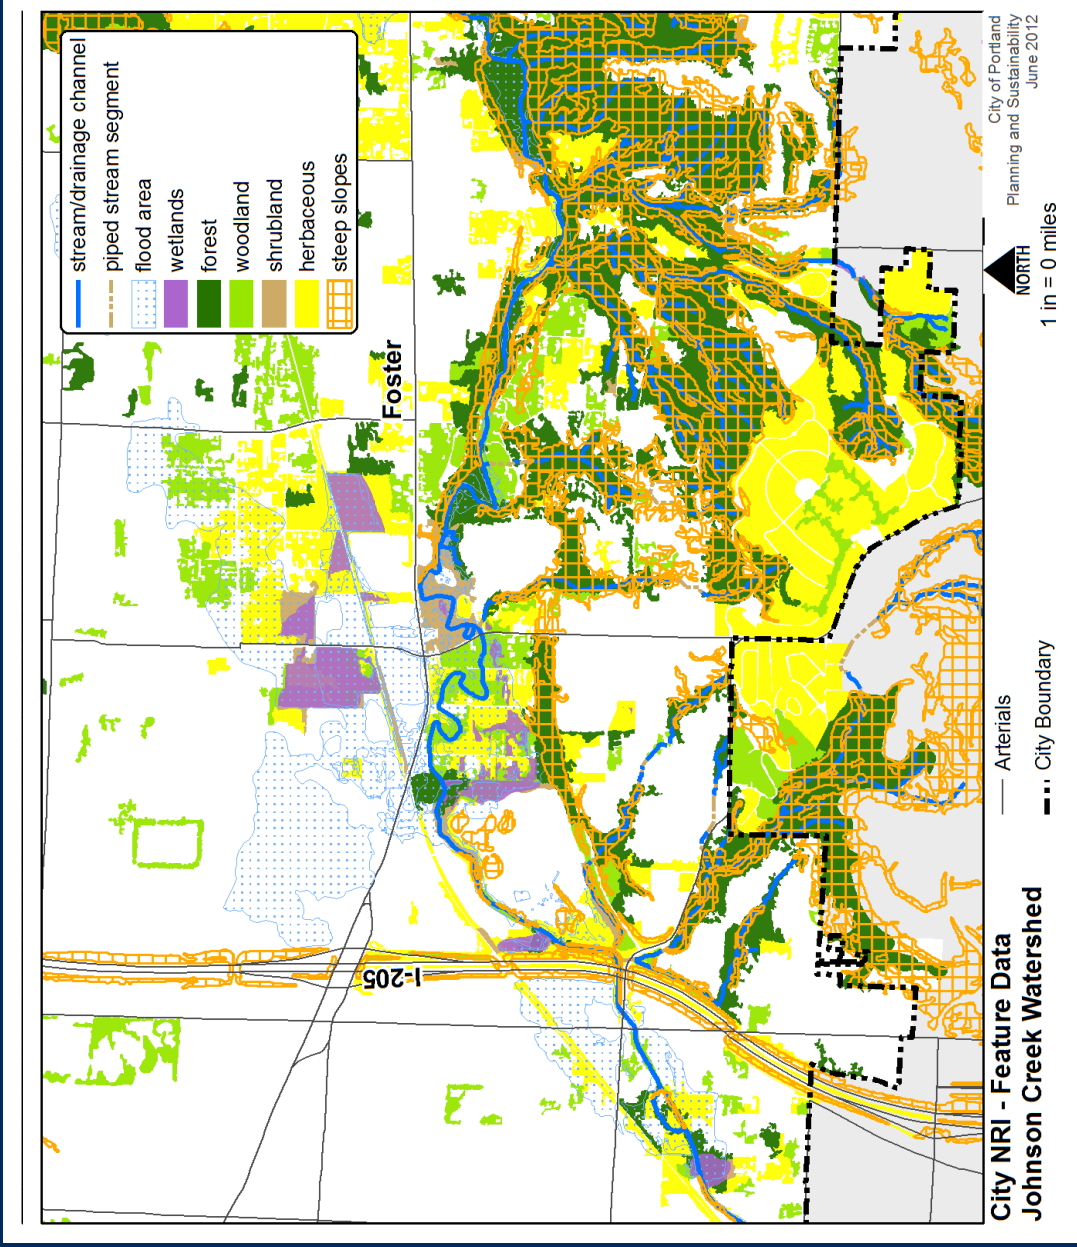 stream/drainage channel
piped stream segment
flood area
wetlands
forest
woodland
shrubland
herbaceous
steep slopes
Foster
I-205
City NRI - Feature Data
Johnson Creek Watershed
Arterials
City Boundary
NORTH
1 in = 0 miles
City of Portland
Planning and Sustainability
June 2012